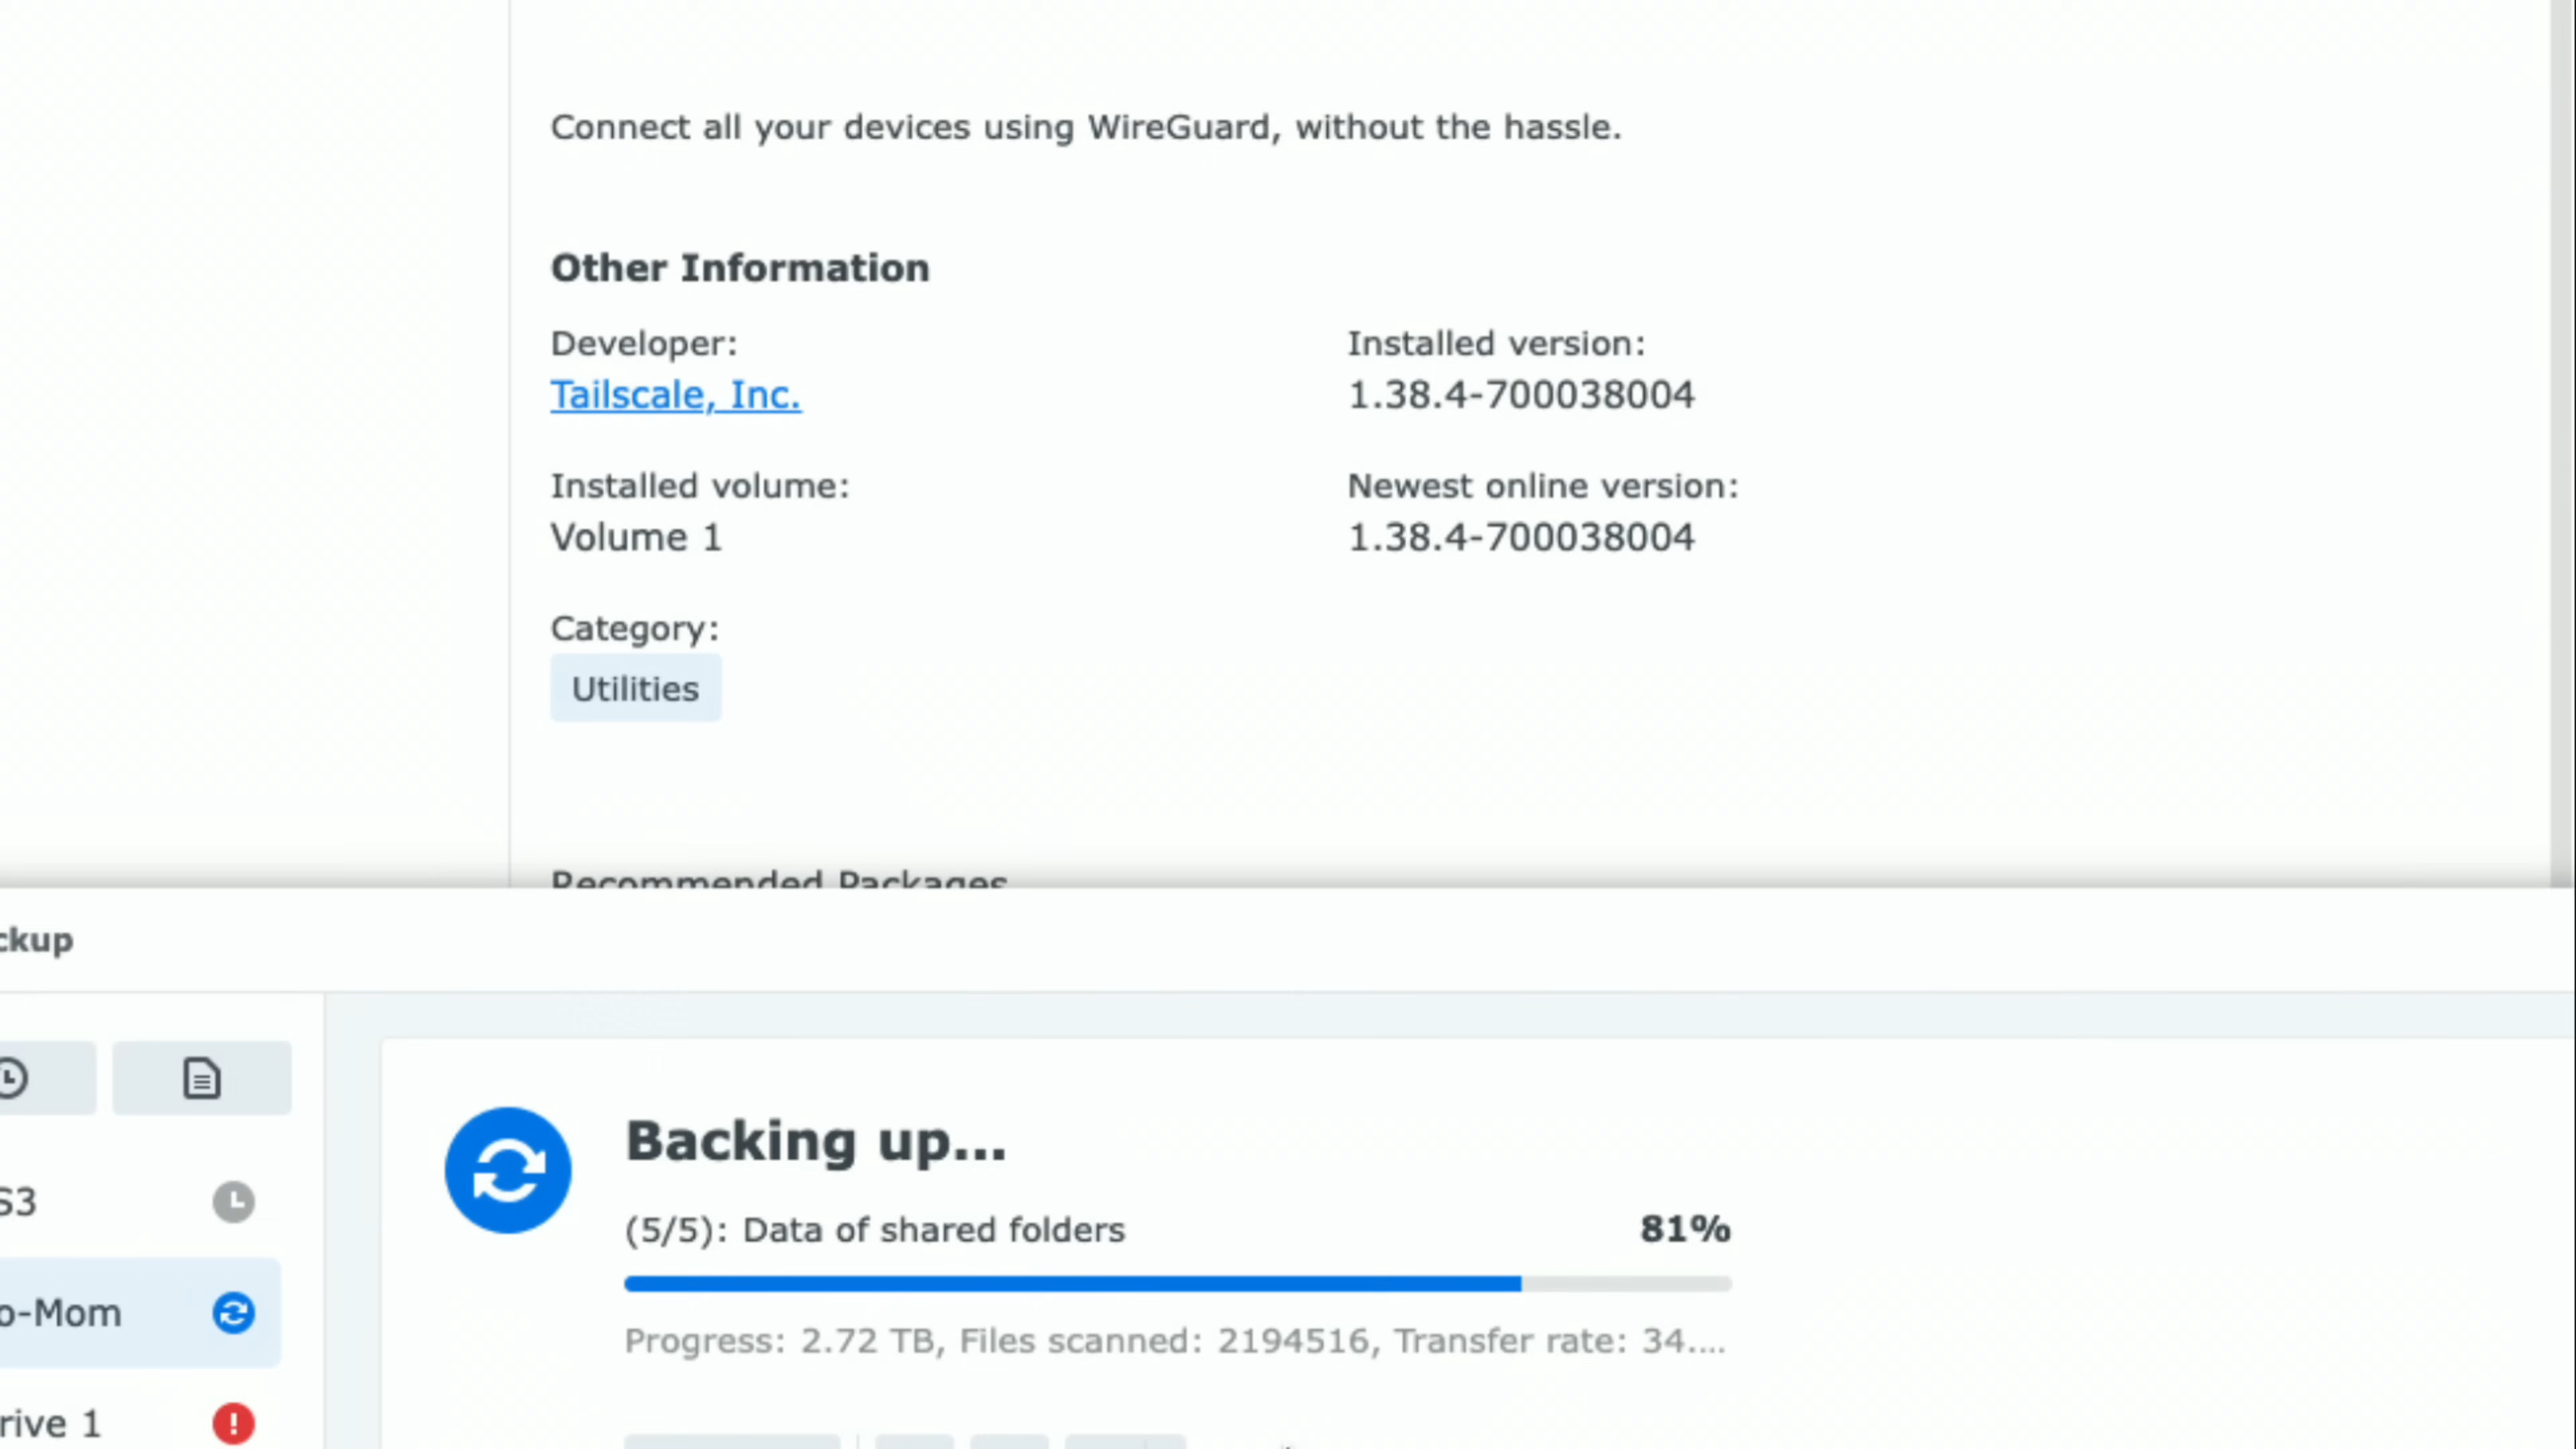 Connect all your devices using WireGuard, without the hassle.
Other Information
Developer:
Installed version:
Tailscale, Inc.
1.38.4-700038004
Installed volume:
Newest online version:
Volume 1
1.38.4-700038004
Category:
Utilities
Recommended Packages
ckup
Backing up...
S3
(5/5): Data of shared folders
81%
o-Mom
Progress: 2.72 TB, Files scanned: 2194516, Transfer rate: 34....
rive 1